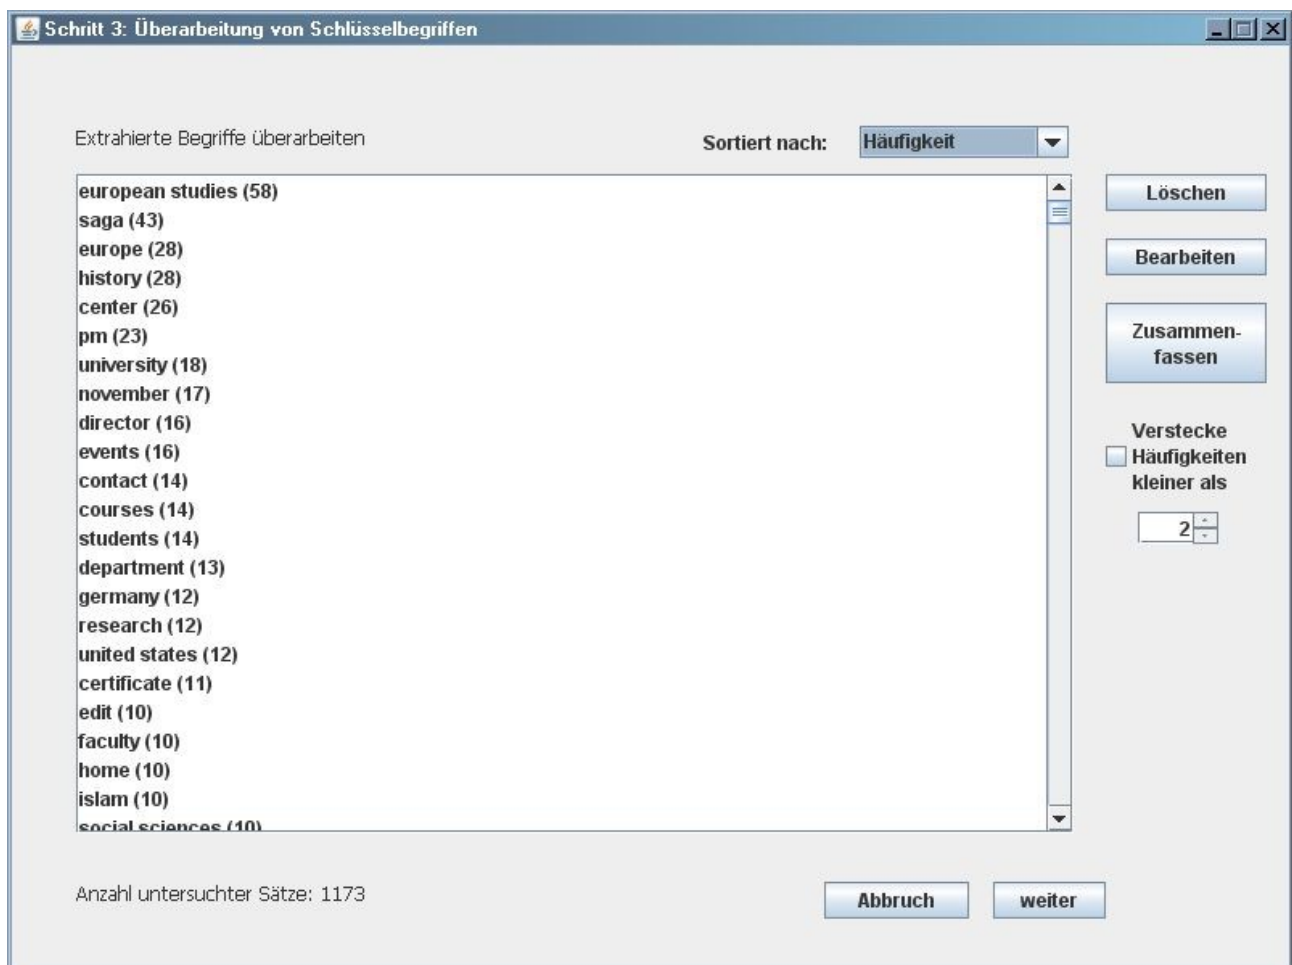 Schritt 3: Überarbeitung von Schlüsselbegriffen
Extrahierte Begriffe überarbeiten
Sortiert nach:
Häufigkeit
european studies (58)
saga (43)
europe (28)
history (28)
center (26)
pm (23)
university (18)
november (17)
director (16)
events (16)
contact (14)
courses (14)
students (14)
department (13)
germany (12)
research (12)
united states (12)
certificate (11)
edit (10)
faculty (10)
home (10)
islam (10)
social sciences (10)
Löschen
Bearbeiten
Zusammen-
fassen
Verstecke
Häufigkeiten
kleiner als
2
Anzahl untersuchter Sätze: 1173
Abbruch
weiter